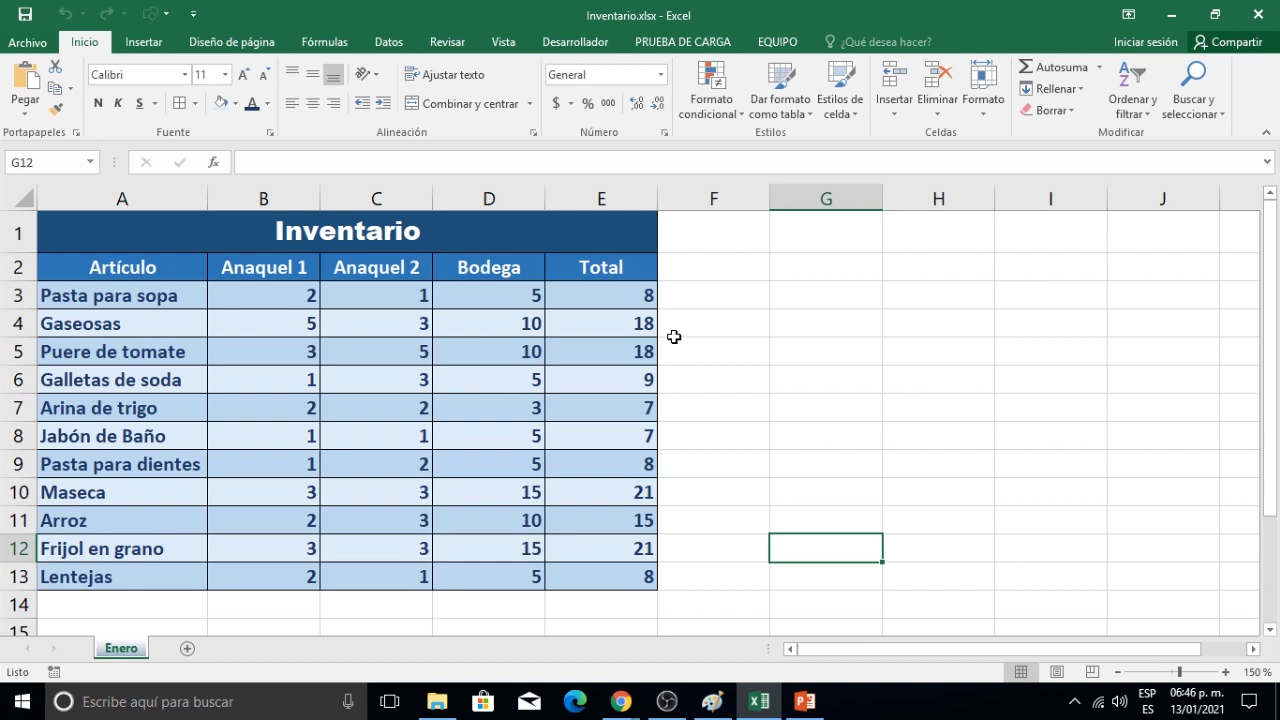 Inventario.xlsx - Excel
Archivo Inicio Insertar Diseño de página Fórmulas Datos Revisar Vista Desarrollador PRUEBA DE CARGA EQUIPO ¿Qué desea hacer? Iniciar sesión Compartir
Pegar
Portapapeles
Calibri 11
N K S
Fuente
Ajustar texto
Combinar y centrar
Alineación
General
$ % 000
Número
Formato condicional
Dar formato como tabla
Estilos de celda
Estilos
Insertar Eliminar Formato
Celdas
Autosuma
Rellenar
Borrar
Ordenar y filtrar
Buscar y seleccionar
Modificar
G12 fx
A B C D E F G H I J
1 Inventario
2 Artículo Anaquel 1 Anaquel 2 Bodega Total
3 Pasta para sopa 2 1 5 8
4 Gaseosas 5 3 10 18
5 Puere de tomate 3 5 10 18
6 Galletas de soda 1 3 5 9
7 Arina de trigo 2 2 3 7
8 Jabón de Baño 1 1 5 7
9 Pasta para dientes 1 2 5 8
10 Maseca 3 3 15 21
11 Arroz 2 3 10 15
12 Frijol en grano 3 3 15 21
13 Lentejas 2 1 5 8
14
15
Enero
Listo 150 %
Escribe aquí para buscar
ESP 06:46 p. m.
ES 13/01/2021